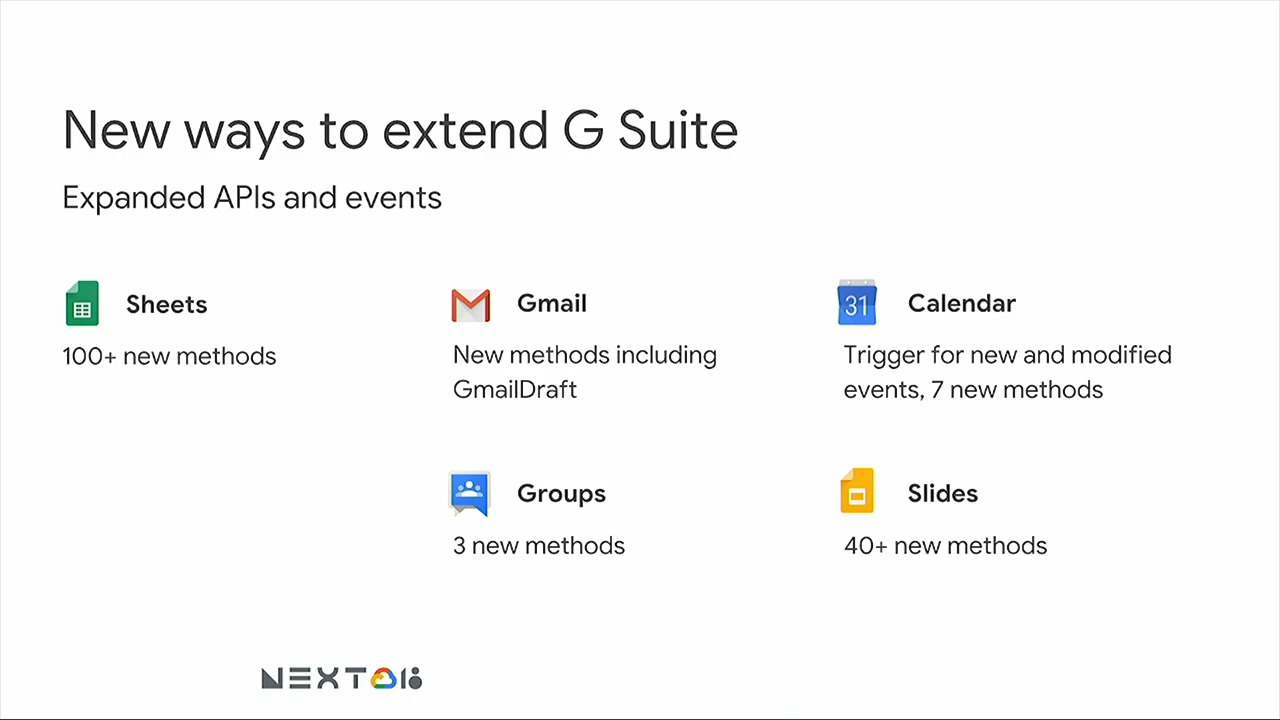 New ways to extend G Suite
Expanded APIs and events
Sheets
100+ new methods
Gmail
New methods including
GmailDraft
31
Calendar
Trigger for new and modified
events, 7 new methods
Groups
3 new methods
Slides
40+ new methods
NEXT 18